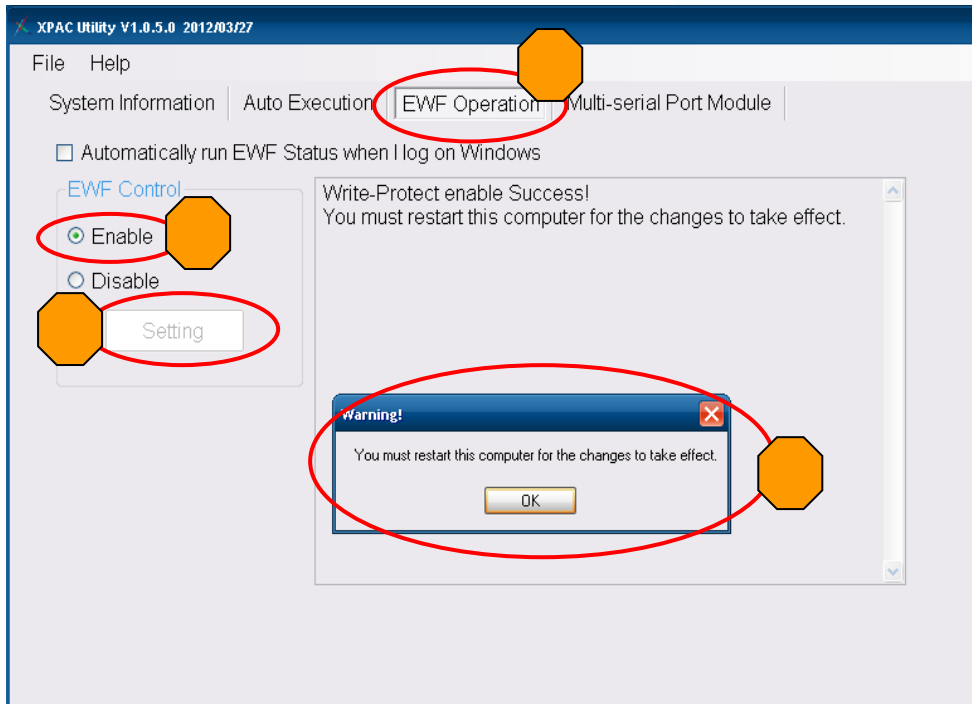 XPAC Utility V1.0.5.0 2012/03/27
File Help
System Information Auto Execution EWF Operation Multi-serial Port Module
Automatically run EWF Status when I log on Windows
EWF Control
Enable
Disable
Setting
Write-Protect enable Success!
You must restart this computer for the changes to take effect.
Warning!
You must restart this computer for the changes to take effect.
OK